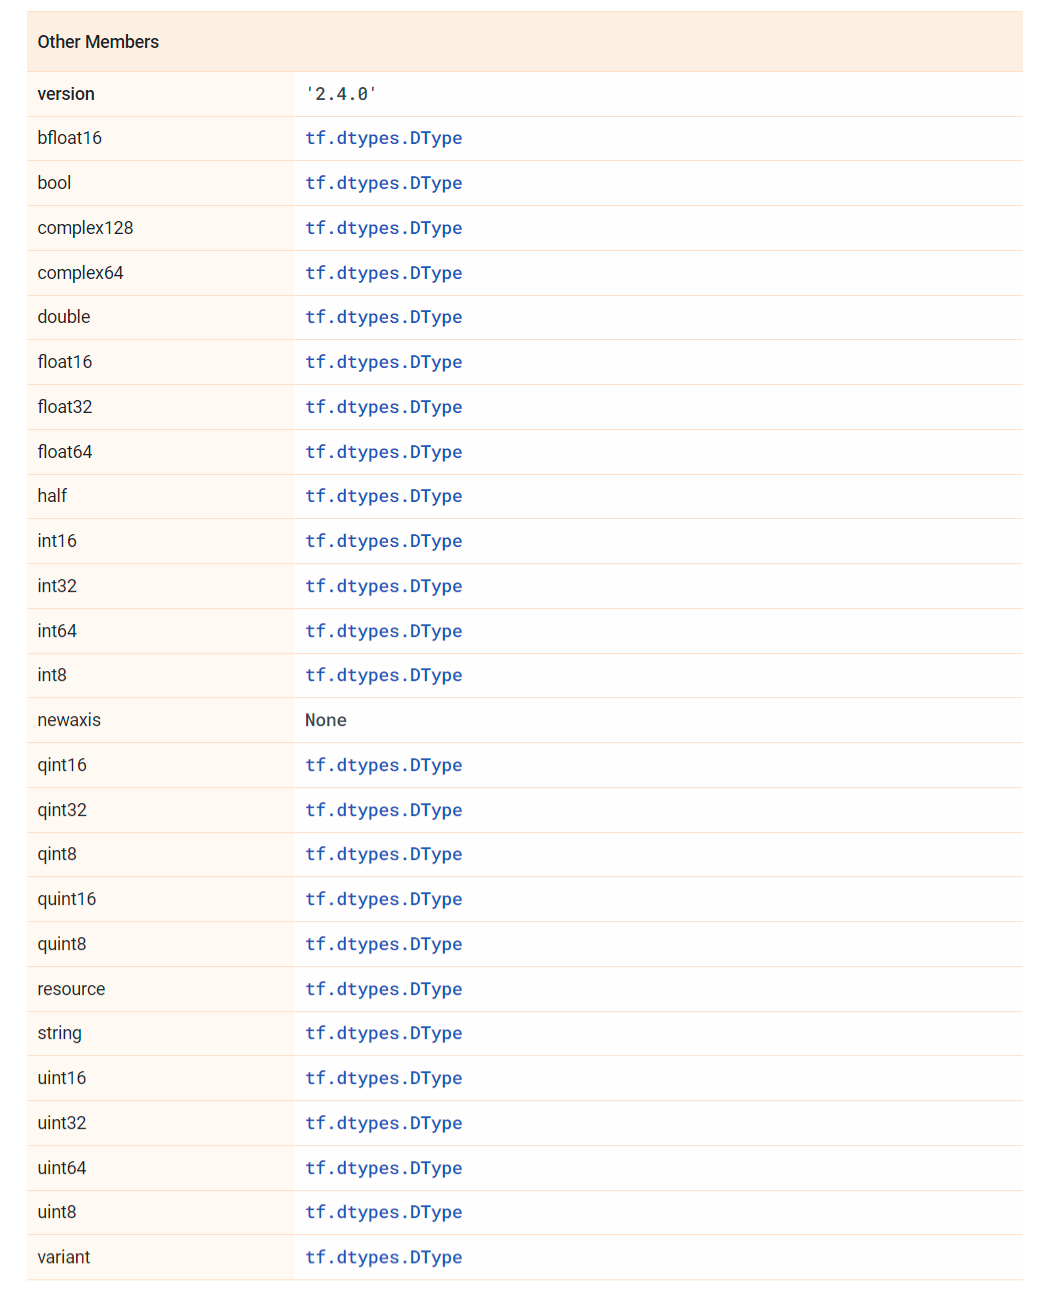 Other Members
version '2.4.0'
bfloat16 tf.dtypes.DType
bool tf.dtypes.DType
complex128 tf.dtypes.DType
complex64 tf.dtypes.DType
double tf.dtypes.DType
float16 tf.dtypes.DType
float32 tf.dtypes.DType
float64 tf.dtypes.DType
half tf.dtypes.DType
int16 tf.dtypes.DType
int32 tf.dtypes.DType
int64 tf.dtypes.DType
int8 tf.dtypes.DType
newaxis None
qint16 tf.dtypes.DType
qint32 tf.dtypes.DType
qint8 tf.dtypes.DType
quint16 tf.dtypes.DType
quint8 tf.dtypes.DType
resource tf.dtypes.DType
string tf.dtypes.DType
uint16 tf.dtypes.DType
uint32 tf.dtypes.DType
uint64 tf.dtypes.DType
uint8 tf.dtypes.DType
variant tf.dtypes.DType